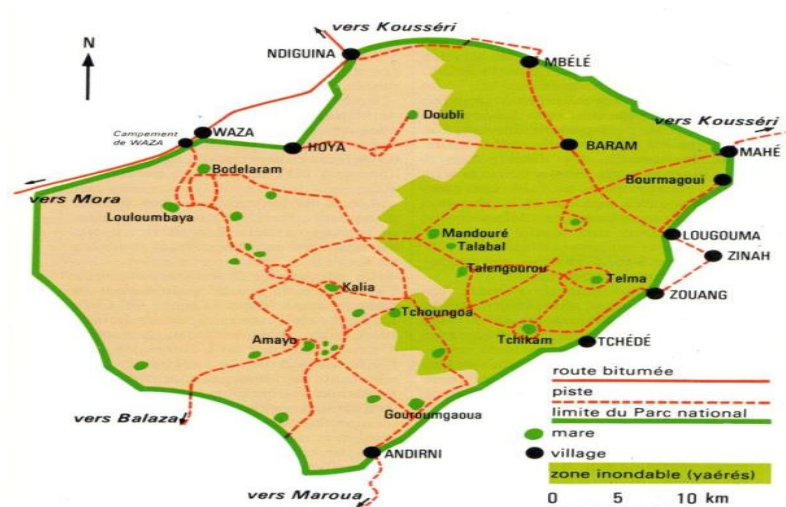 vers Kousséri
N
NDIGUINA
MBÉLÉ
Doubli
vers Kousséri
Campement
de WAZA
WAZA
HOYA
BARAM
MAHÉ
Bodelaram
Bourmagoui
vers Mora
Louloumbaya
Mandouré
Talabal
LOUGOUMA
ZINAH
Talengourou
Telma
Kalia
ZOUANG
Tchoungoa
Amayo
Tchikam
TCHÉDÉ
route bitumée
piste
limite du Parc national
vers Balazal
Gouroumgaoua
mare
village
ANDIRNI
zone inondable (yaérés)
vers Maroua
0 5 10 km